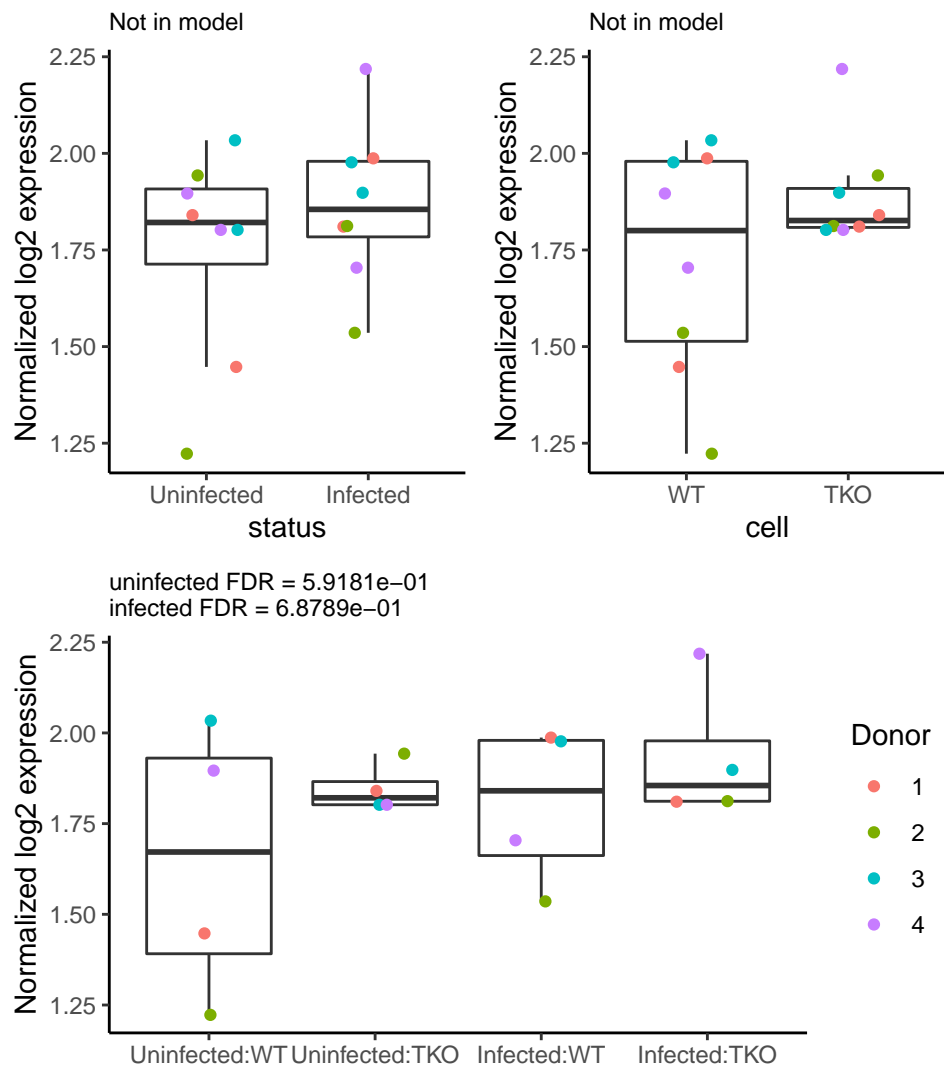 Not in model
Normalized log2 expression
2.25
2.00
1.75
1.50
1.25
Uninfected Infected
status
Not in model
Normalized log2 expression
2.25
2.00
1.75
1.50
1.25
WT TKO
cell
uninfected FDR = 5.9181e−01
infected FDR = 6.8789e−01
Normalized log2 expression
2.25
2.00
1.75
1.50
1.25
Uninfected:WT Uninfected:TKO Infected:WT Infected:TKO
Donor
1
2
3
4